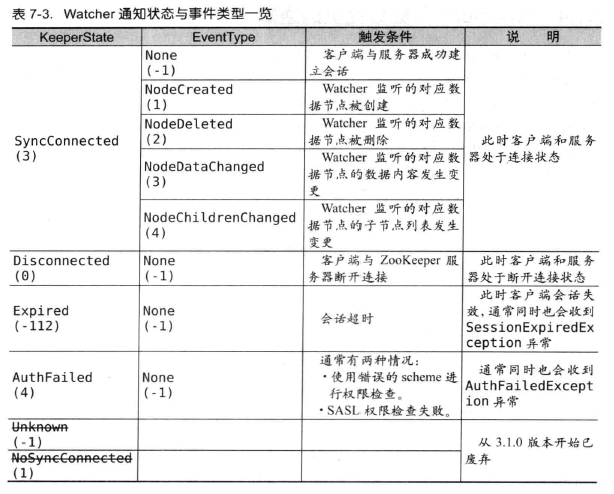 表 7-3. Watcher 通知状态与事件类型一览
KeeperState EventType 触发条件 说 明
SyncConnected
(3)
None
(-1)
客户端与服务器成功建
立会话
NodeCreated
(1)
Watcher 监听的对应数
据节点被创建
NodeDeleted
(2)
Watcher 监听的对应数
据节点被删除
NodeDataChanged
(3)
Watcher 监听的对应数
据节点的数据内容发生变
更
NodeChildrenChanged
(4)
Watcher 监听的对应数
据节点的子节点列表发生
变更
此时客户端和服务
器处于连接状态
Disconnected
(0)
None
(-1)
客户端与 ZooKeeper 服
务器断开连接
此时客户端和服务
器处于断开连接状态
Expired
(-112)
None
(-1)
会话超时
此时客户端会话失
效,通常同时也会收到
SessionExpiredEx
ception 异常
AuthFailed
(4)
None
(-1)
通常有两种情况:
·使用错误的 scheme 进
行权限检查。
·SASL 权限检查失败。
通常同时也会收到
AuthFailedExcept
ion 异常
Unknown
(-1)
NoSyncConnected
(1)
从 3.1.0 版本开始已
废弃